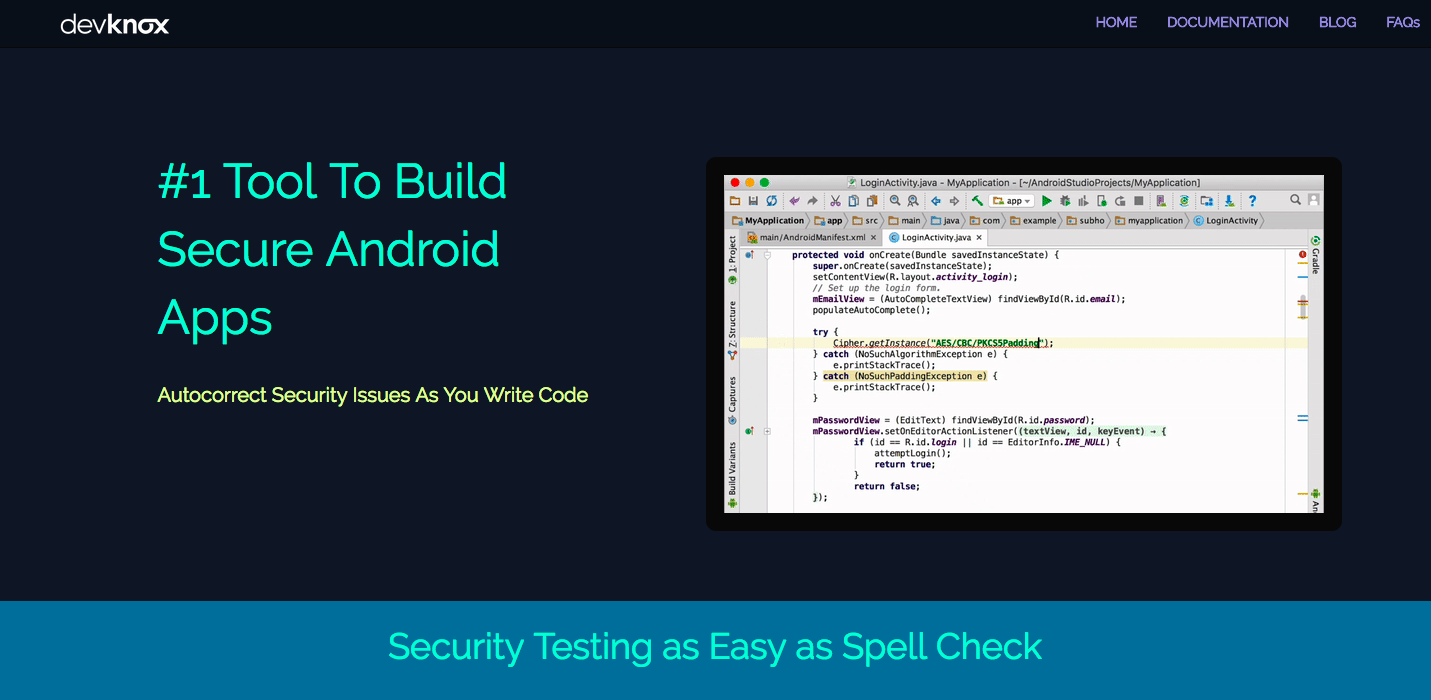 devknox
HOME DOCUMENTATION BLOG FAQs
#1 Tool To Build
Secure Android
Apps
Autocorrect Security Issues As You Write Code
LoginActivity.java - MyApplication - [~/AndroidStudioProjects/MyApplication]
app
MyApplication app src main java com example subho myapplication LoginActivity
main/AndroidManifest.xml × LoginActivity.java ×
1: Project
7: Structure
Captures
Build Variants
protected void onCreate(Bundle savedInstanceState) {
super.onCreate(savedInstanceState);
setContentView(R.layout.activity_login);
// Set up the login form.
mEmailView = (AutoCompleteTextView) findViewById(R.id.email);
populateAutoComplete();
try {
Cipher.getInstance("AES/CBC/PKCS5Padding");
} catch (NoSuchAlgorithmException e) {
e.printStackTrace();
} catch (NoSuchPaddingException e) {
e.printStackTrace();
}
mPasswordView = (EditText) findViewById(R.id.password);
mPasswordView.setOnEditorActionListener((textView, id, keyEvent) → {
if (id == R.id.login || id == EditorInfo.IME_NULL) {
attemptLogin();
return true;
}
return false;
});
Gradle
Security Testing as Easy as Spell Check